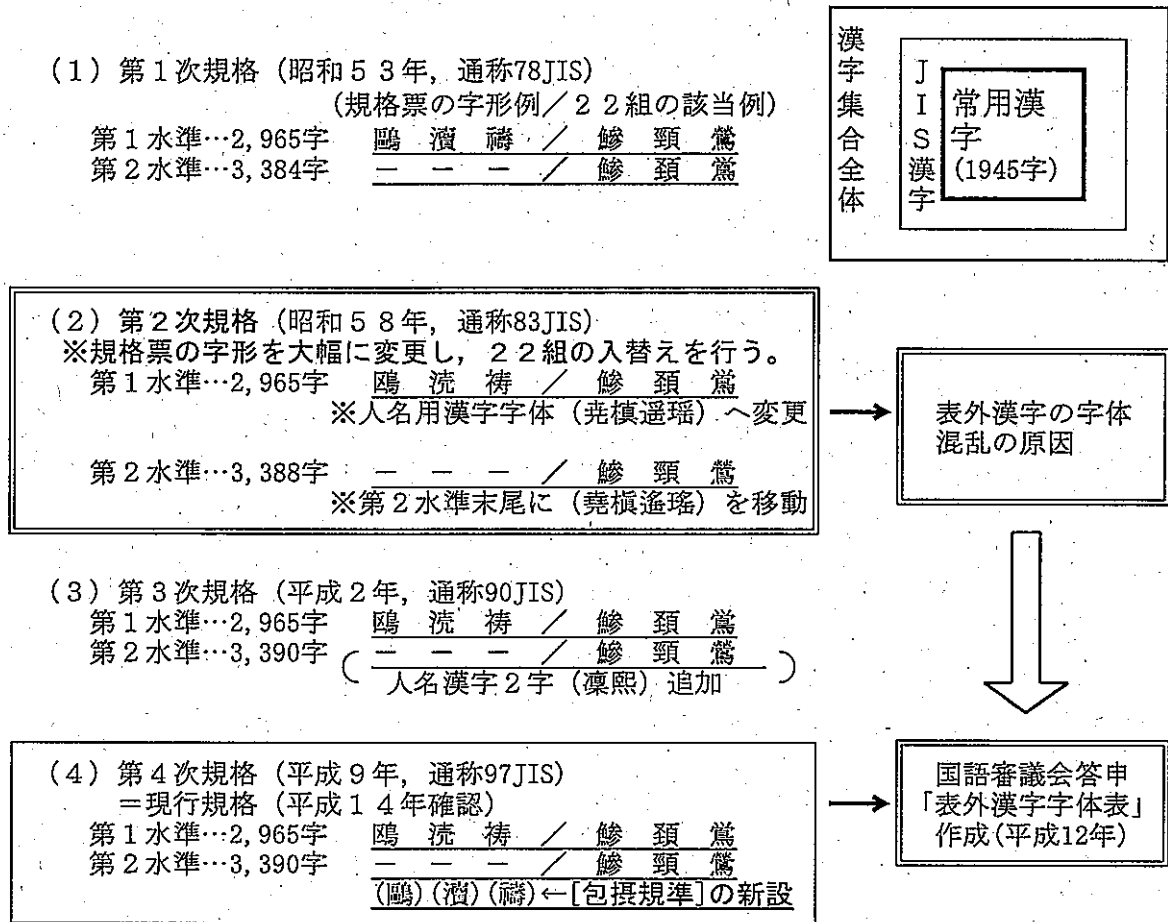 (1) 第1次規格 (昭和53年, 通称78JIS)
(規格票の字形例/22組の該当例)
第1水準…2,965字 鷗 瀆 禱 / 鰺 頸 鶯
第2水準…3,384字 － － － / 鯵 頚 鴬
漢字集合全体
JIS漢字
常用漢
字
(1945字)
(2) 第2次規格 (昭和58年, 通称83JIS)
※規格票の字形を大幅に変更し, 22組の入替えを行う。
第1水準…2,965字 鴎 涜 祷 / 鯵 頚 鴬
※人名用漢字字体 (尭槙遥瑶) へ変更
第2水準…3,388字 － － － / 鰺 頸 鶯
※第2水準末尾に (堯槇遙瑤) を移動
表外漢字の字体
混乱の原因
(3) 第3次規格 (平成2年, 通称90JIS)
第1水準…2,965字 鴎 涜 祷 / 鯵 頚 鴬
第2水準…3,390字 ( － － － / 鰺 頸 鶯 )
人名漢字2字 (凜熙) 追加
(4) 第4次規格 (平成9年, 通称97JIS)
=現行規格 (平成14年確認)
第1水準…2,965字 鴎 涜 祷 / 鯵 頚 鴬
第2水準…3,390字 － － － / 鰺 頸 鶯
(鷗)(瀆)(禱)←[包摂規準]の新設
国語審議会答申
「表外漢字字体表」
作成(平成12年)